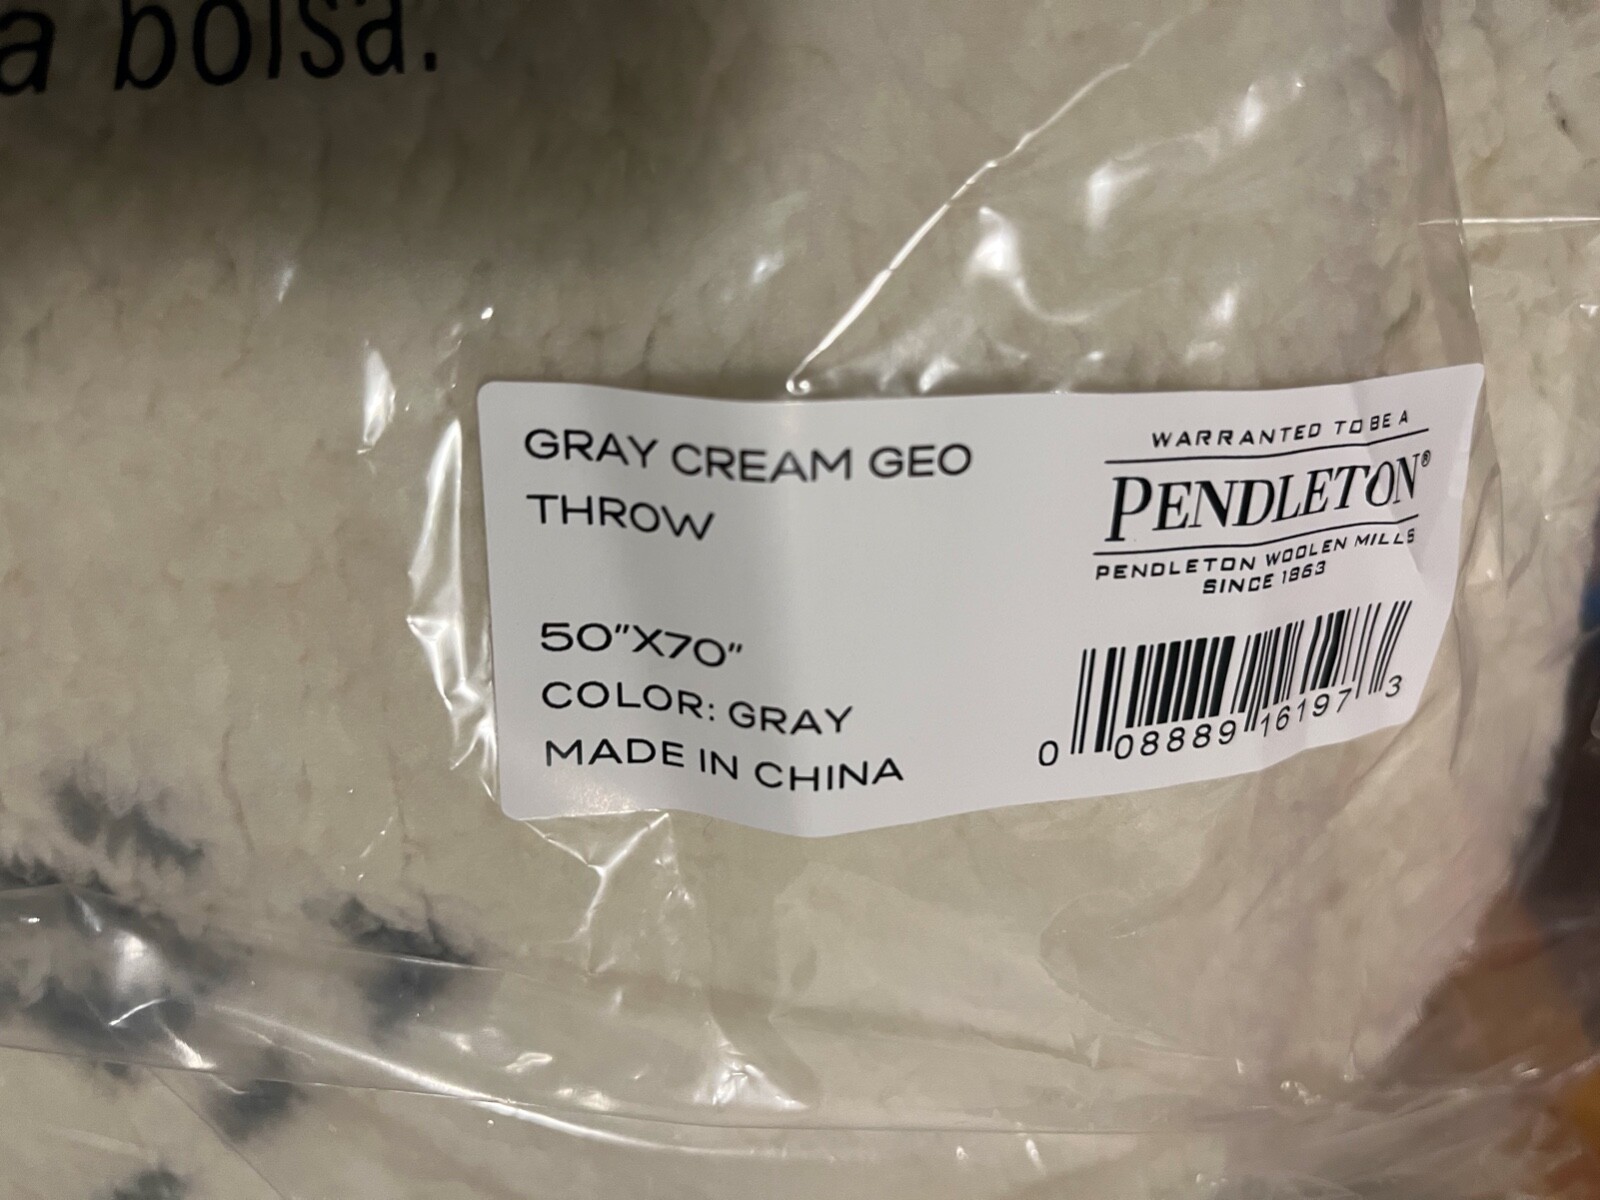 a bolsa.
GRAY CREAM GEO
THROW
50"X70"
COLOR: GRAY
MADE IN CHINA
WARRANTED TO BE A
PENDLETON®
PENDLETON WOOLEN MILLS
SINCE 1863
0 08889 16197 3